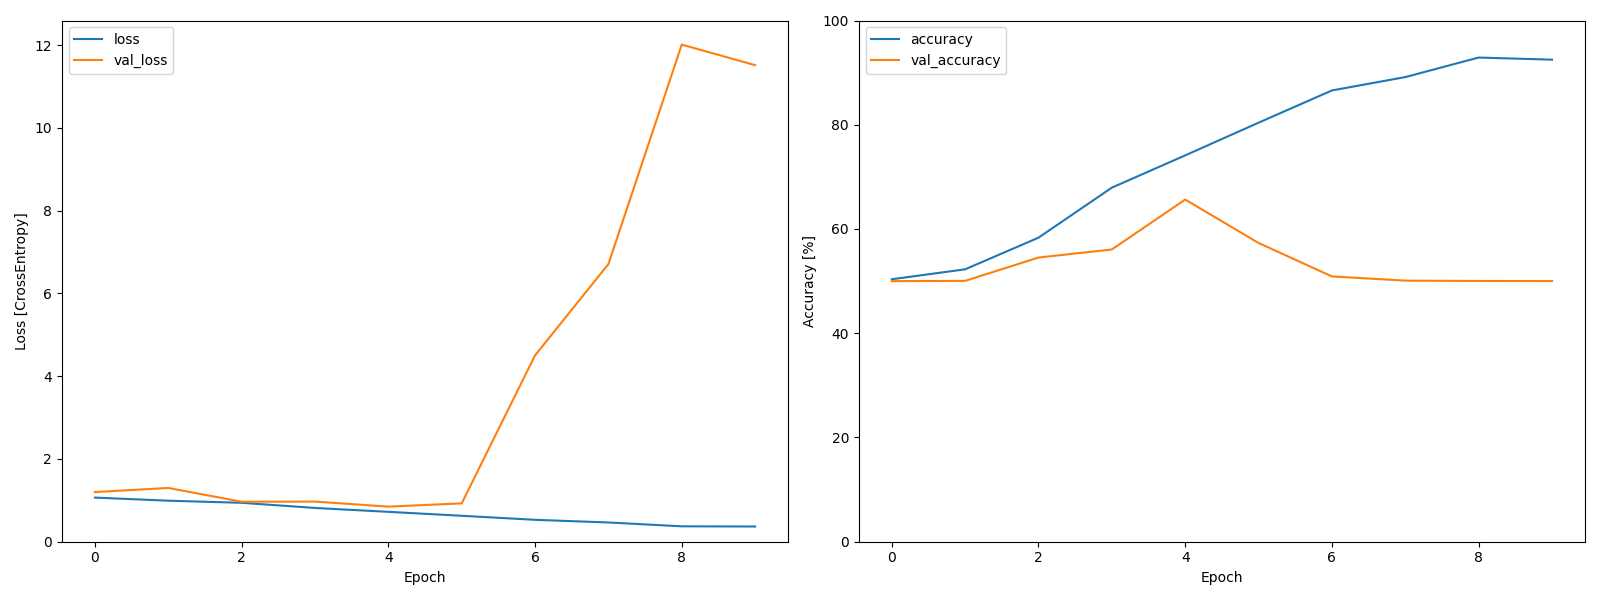 loss
val_loss
Loss [CrossEntropy]
12
10
8
6
4
2
0
0 2 4 6 8
Epoch
accuracy
val_accuracy
Accuracy [%]
100
80
60
40
20
0
0 2 4 6 8
Epoch